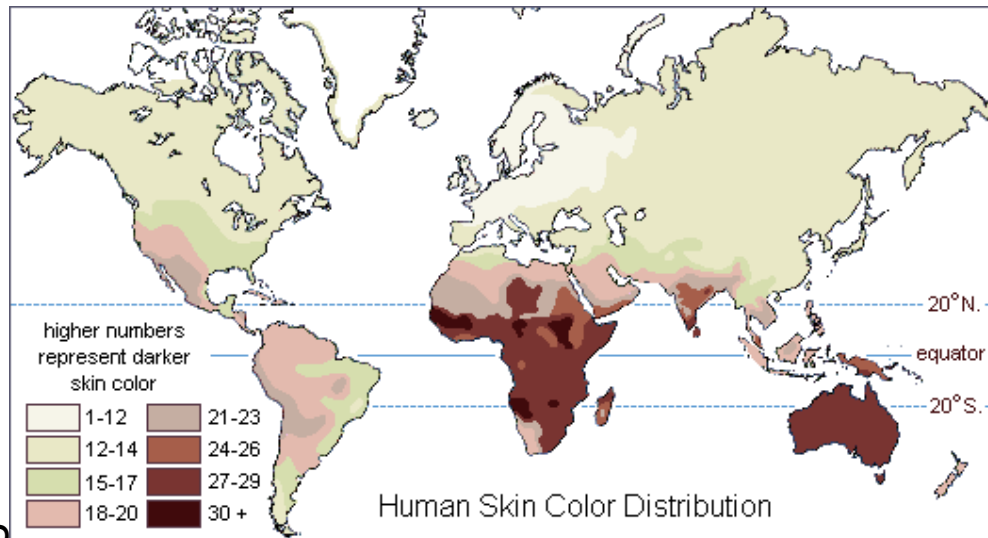 20° N.
higher numbers
represent darker
skin color
equator
20° S.
1-12
12-14
15-17
18-20
21-23
24-26
27-29
30 +
Human Skin Color Distribution